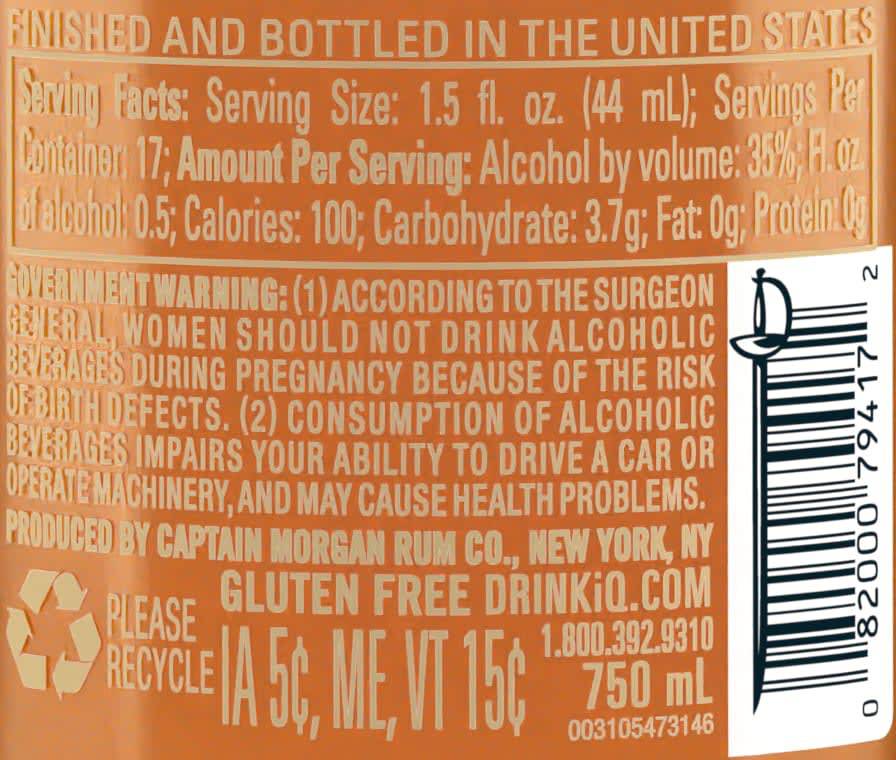 FINISHED AND BOTTLED IN THE UNITED STATES
Serving Facts: Serving Size: 1.5 fl. oz. (44 mL); Servings Per
Container: 17; Amount Per Serving: Alcohol by volume: 35%; Fl. oz.
of alcohol: 0.5; Calories: 100; Carbohydrate: 3.7g; Fat: 0g; Protein: 0g
GOVERNMENT WARNING: (1) ACCORDING TO THE SURGEON
GENERAL, WOMEN SHOULD NOT DRINK ALCOHOLIC
BEVERAGES DURING PREGNANCY BECAUSE OF THE RISK
OF BIRTH DEFECTS. (2) CONSUMPTION OF ALCOHOLIC
BEVERAGES IMPAIRS YOUR ABILITY TO DRIVE A CAR OR
OPERATE MACHINERY, AND MAY CAUSE HEALTH PROBLEMS.
PRODUCED BY CAPTAIN MORGAN RUM CO., NEW YORK, NY
GLUTEN FREE DRINKiQ.COM
PLEASE
RECYCLE
IA 5¢, ME, VT 15¢
1.800.392.9310
750 mL
003105473146
0 82000 79417 2